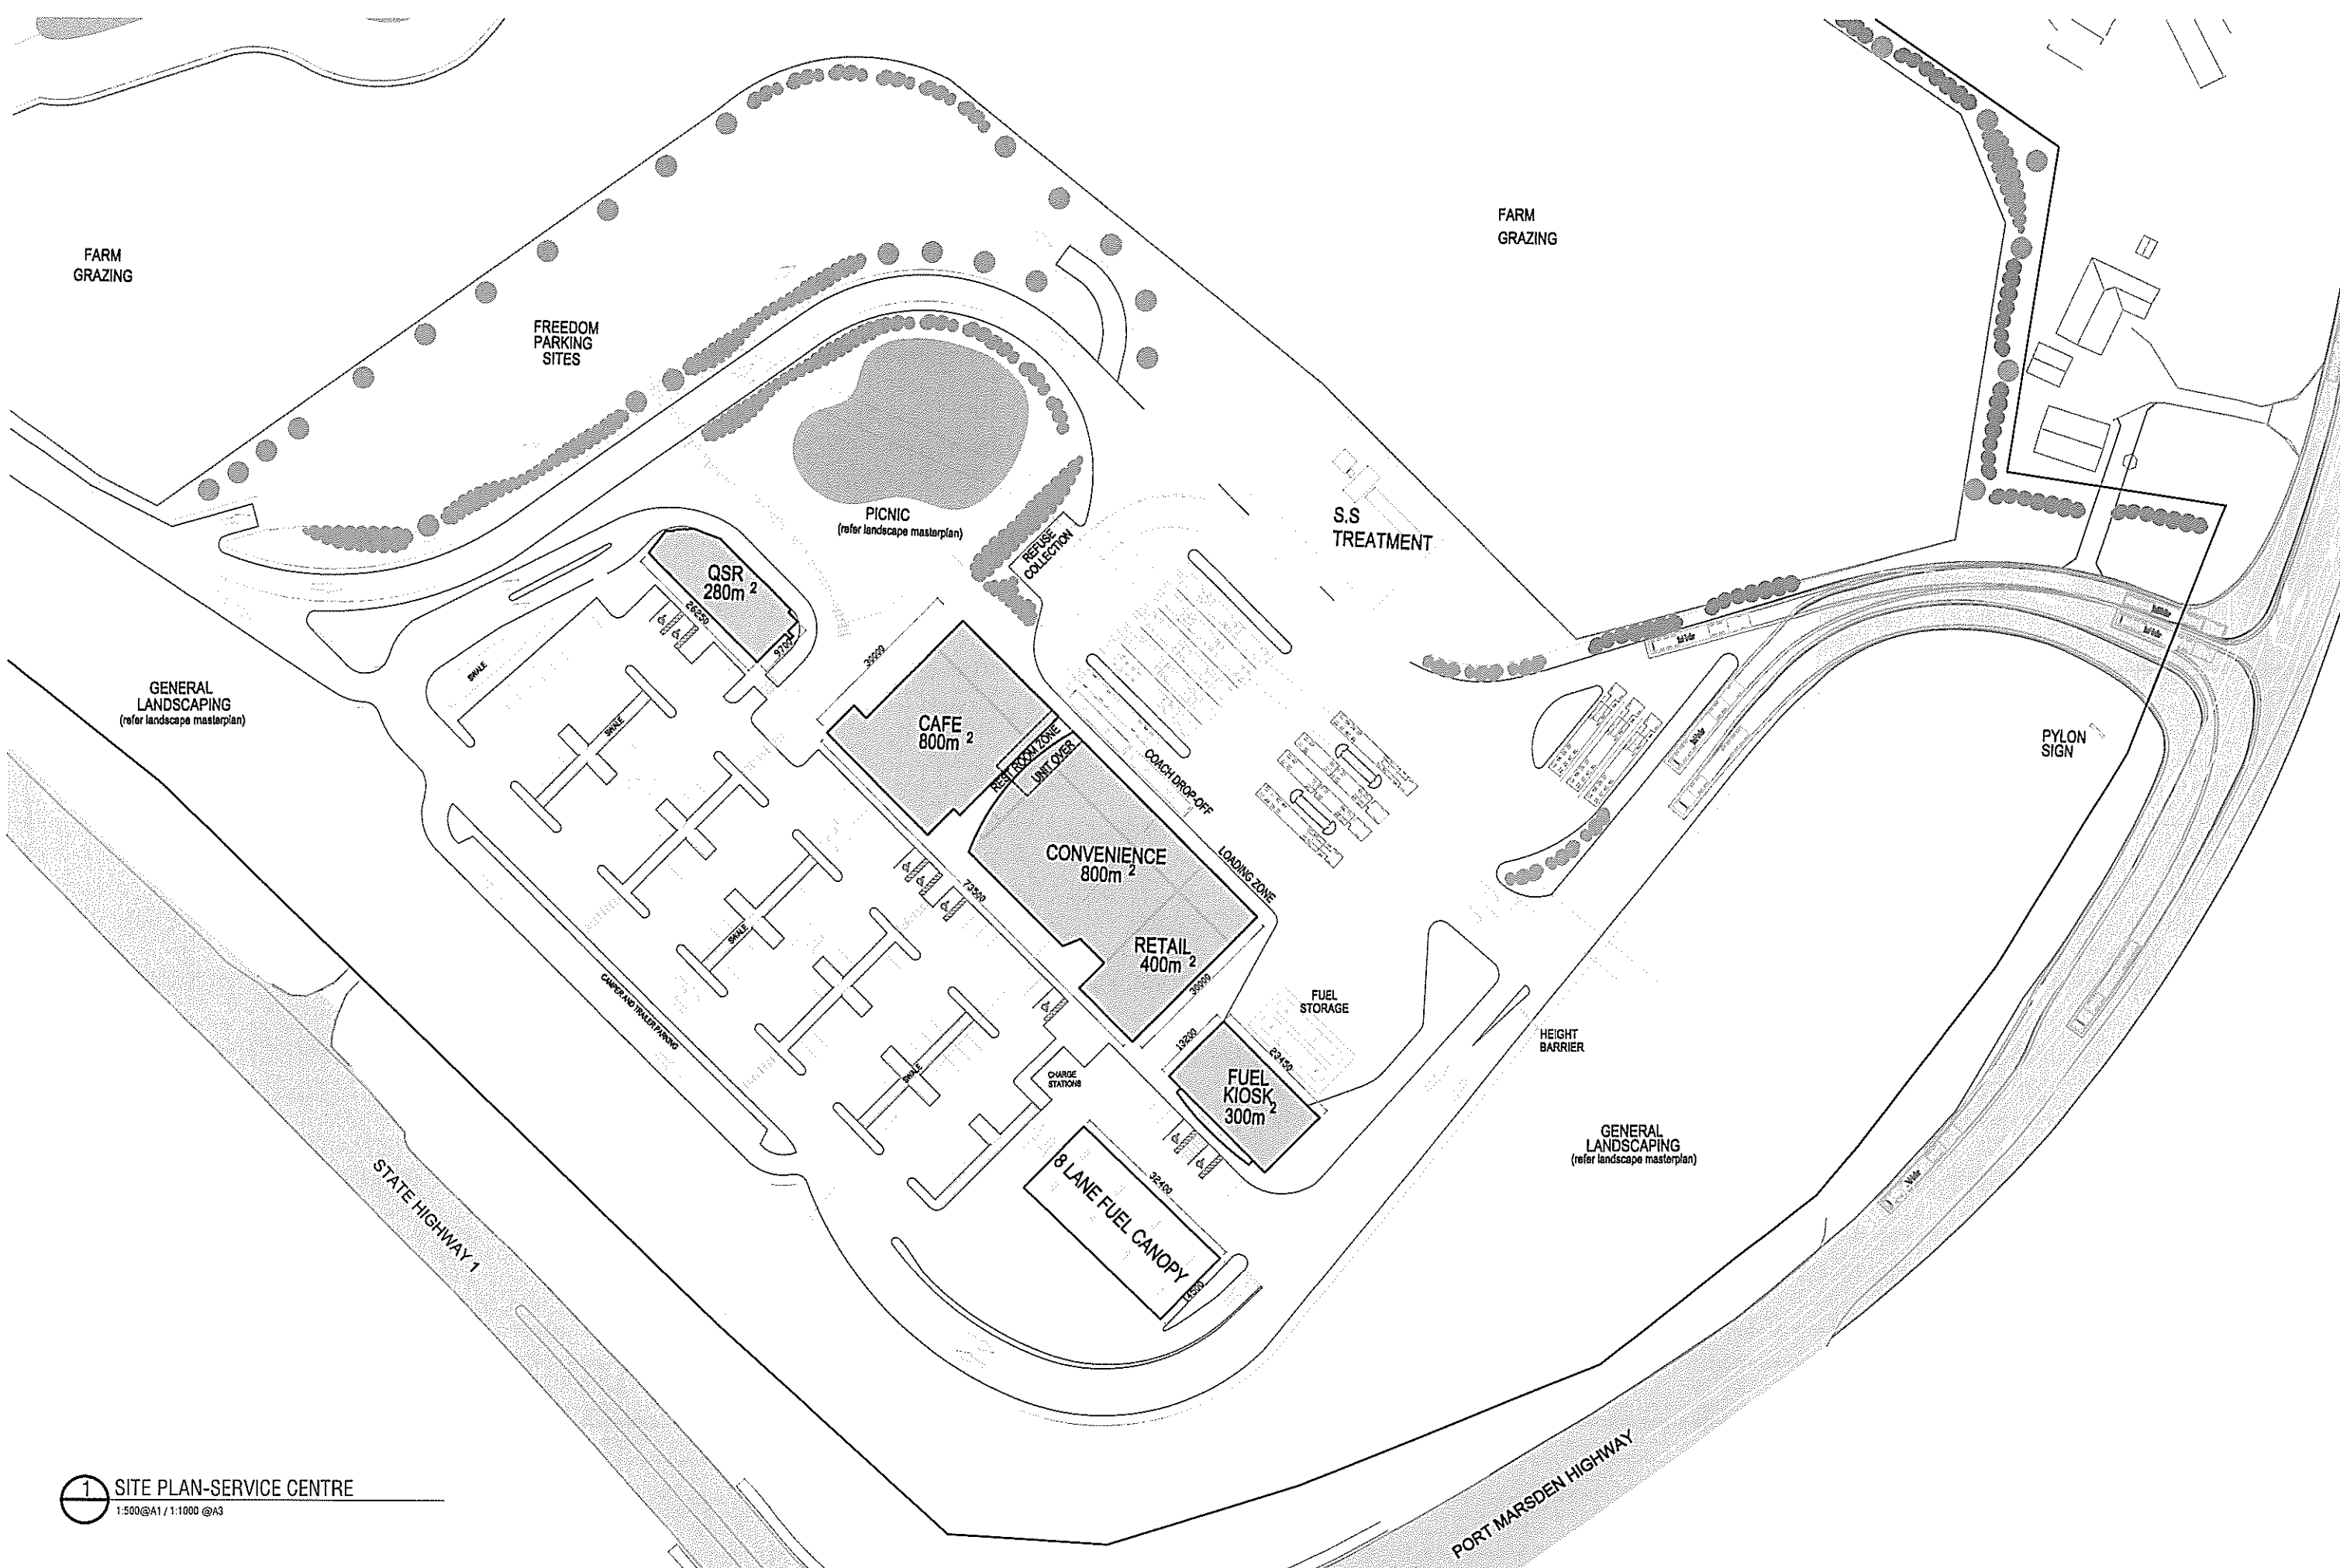 FARM
GRAZING
FARM
GRAZING
FREEDOM
PARKING
SITES
PICNIC
(refer landscape masterplan)
REFUSE
COLLECTION
S.S
TREATMENT
QSR
280m 2
26250
9700
30000
SWALE
GENERAL
LANDSCAPING
(refer landscape masterplan)
SWALE
CAFE
800m 2
REST ROOM ZONE
UNIT OVER
COACH DROP-OFF
PYLON
SIGN
CONVENIENCE
800m 2
LOADING ZONE
73500
SWALE
RETAIL
400m 2
30000
CAMPER AND TRAILER PARKING
FUEL
STORAGE
HEIGHT
BARRIER
13200
23450
SWALE
CHARGE
STATIONS
FUEL
KIOSK
300m 2
GENERAL
LANDSCAPING
(refer landscape masterplan)
8 LANE FUEL CANOPY
32400
14500
STATE HIGHWAY 1
PORT MARSDEN HIGHWAY
1 SITE PLAN-SERVICE CENTRE
1:500@A1 / 1:1000 @A3